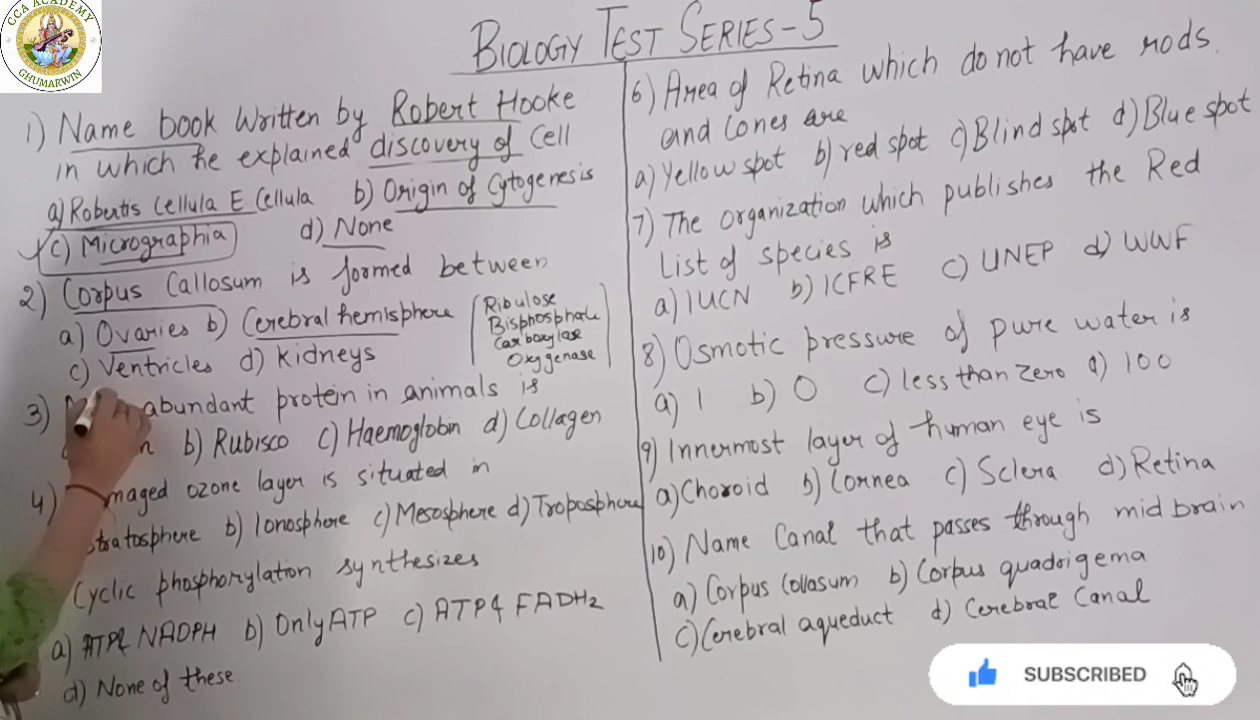 CCA ACADEMY
GHUMARWIN
BIOLOGY TEST SERIES-5
1) Name book Written by Robert Hooke
in which he explained discovery of Cell
a) Robertis Cellula E Cellula b) Origin of Cytogenesis
c) Micrographia d) None
2) Corpus Callosum is formed between
a) Ovaries b) Cerebral hemisphere
c) Ventricles d) Kidneys
(Ribulose
Bisphosphate
Carboxylase
Oxygenase)
3) abundant protein in animals is
b) Rubisco c) Haemoglobin d) Collagen
4) maged ozone layer is situated in
stratosphere b) Ionosphere c) Mesosphere d) Troposphere
Cyclic phosphorylation synthesizes
a) ATP & NADPH b) Only ATP c) ATP & FADH2
d) None of these
6) Area of Retina which do not have rods
and Cones are
a) Yellow spot b) red spot c) Blind spot d) Blue spot
7) The organization which publishes the Red
List of species is
a) IUCN b) ICFRE c) UNEP d) WWF
8) Osmotic pressure of pure water is
a) 1 b) 0 c) less than zero d) 100
9) Innermost layer of human eye is
a) Choroid b) Cornea c) Sclera d) Retina
10) Name Canal that passes through mid brain
a) Corpus Collasum b) Corpus quadrigema
c) Cerebral aqueduct d) Cerebral Canal
SUBSCRIBED